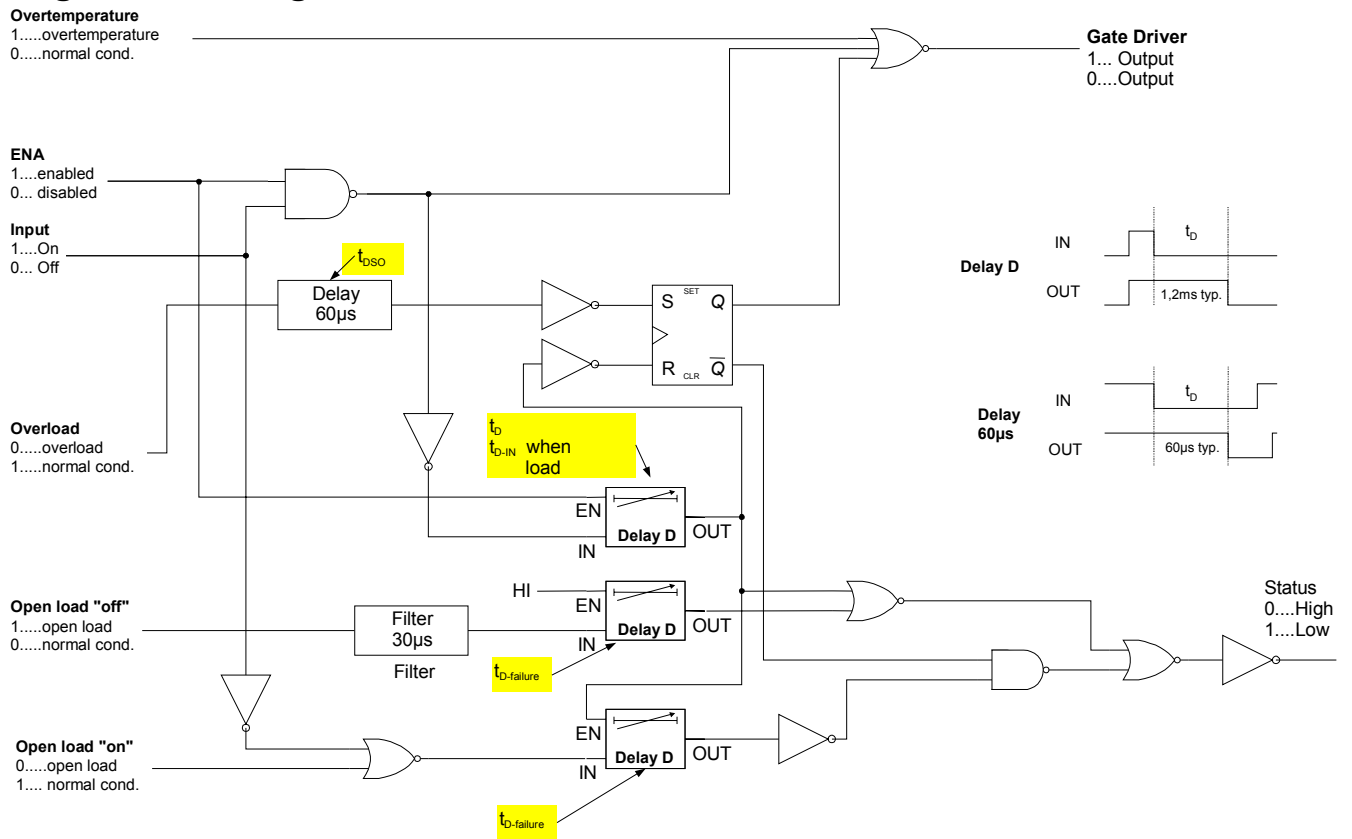 Overtemperature
1.....overtemperature
0.....normal cond.
Gate Driver
1... Output
0....Output
ENA
1....enabled
0... disabled
Input
1....On
0... Off
tDSO
Delay
60µs
S SET Q
R CLR Q
Delay D
IN
tD
OUT
1,2ms typ.
Delay
60µs
IN
tD
OUT
60µs typ.
Overload
0.....overload
1.....normal cond.
tD
tD-IN when
load
EN
Delay D
OUT
IN
HI
EN
Delay D
OUT
IN
Open load "off"
1.....open load
0.....normal cond.
Filter
30µs
Filter
tD-failure
Status
0....High
1....Low
EN
Delay D
OUT
IN
Open load "on"
0.....open load
1.... normal cond.
tD-failure